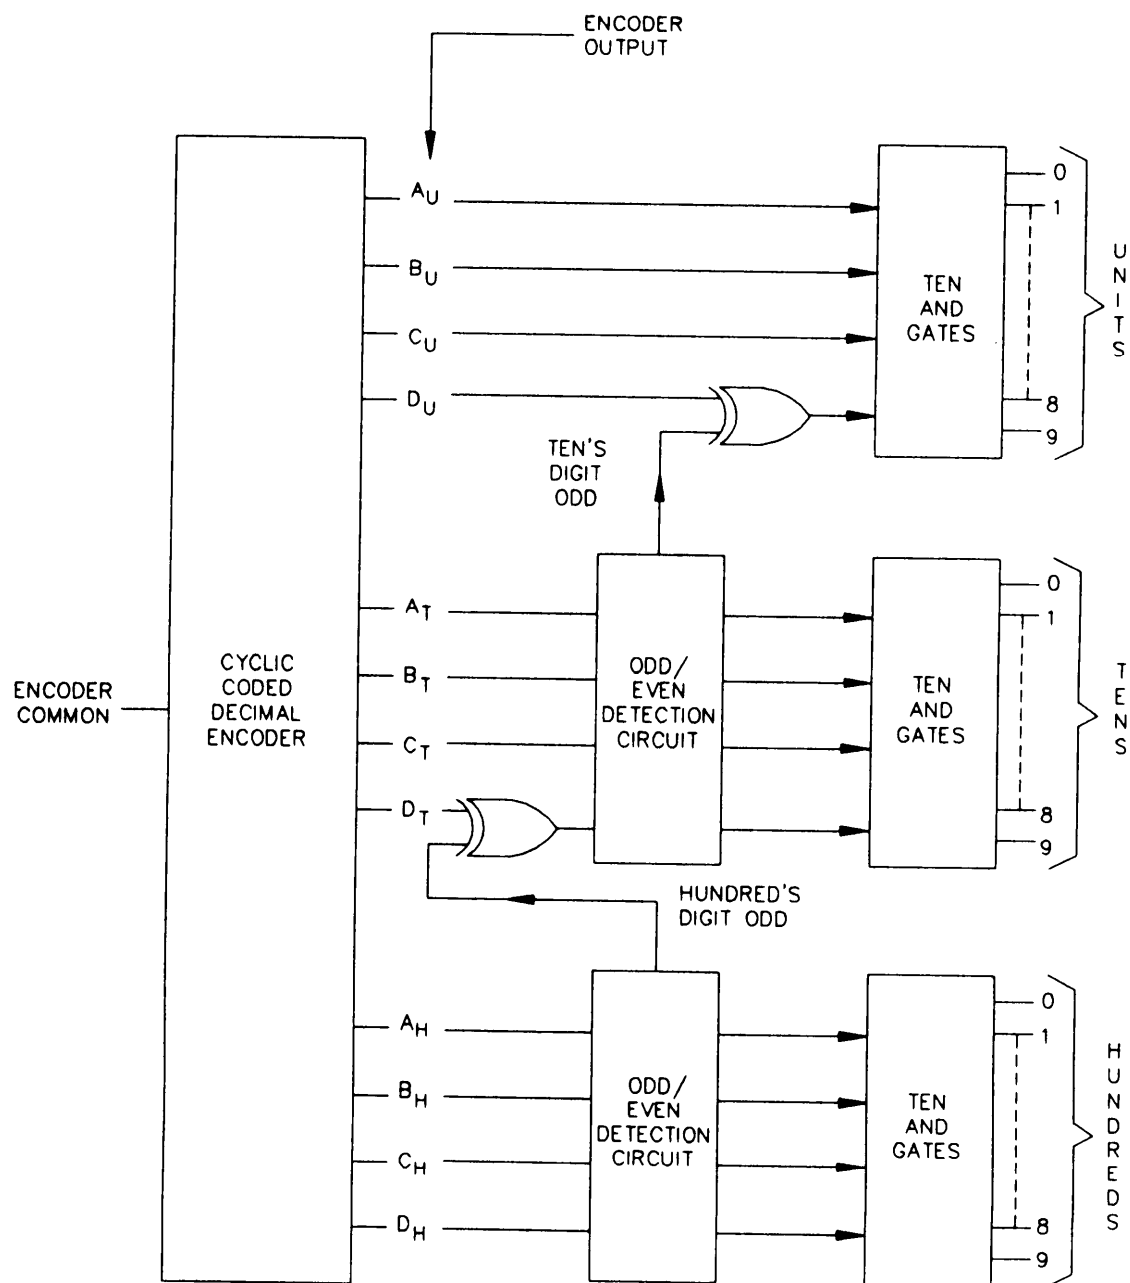 ENCODER
OUTPUT
AU
BU
CU
DU
TEN
AND
GATES
0
1
8
9
UNITS
TEN'S
DIGIT
ODD
ENCODER
COMMON
CYCLIC
CODED
DECIMAL
ENCODER
AT
BT
CT
DT
ODD/
EVEN
DETECTION
CIRCUIT
TEN
AND
GATES
0
1
8
9
TENS
HUNDRED'S
DIGIT ODD
AH
BH
CH
DH
ODD/
EVEN
DETECTION
CIRCUIT
TEN
AND
GATES
0
1
8
9
HUNDREDS